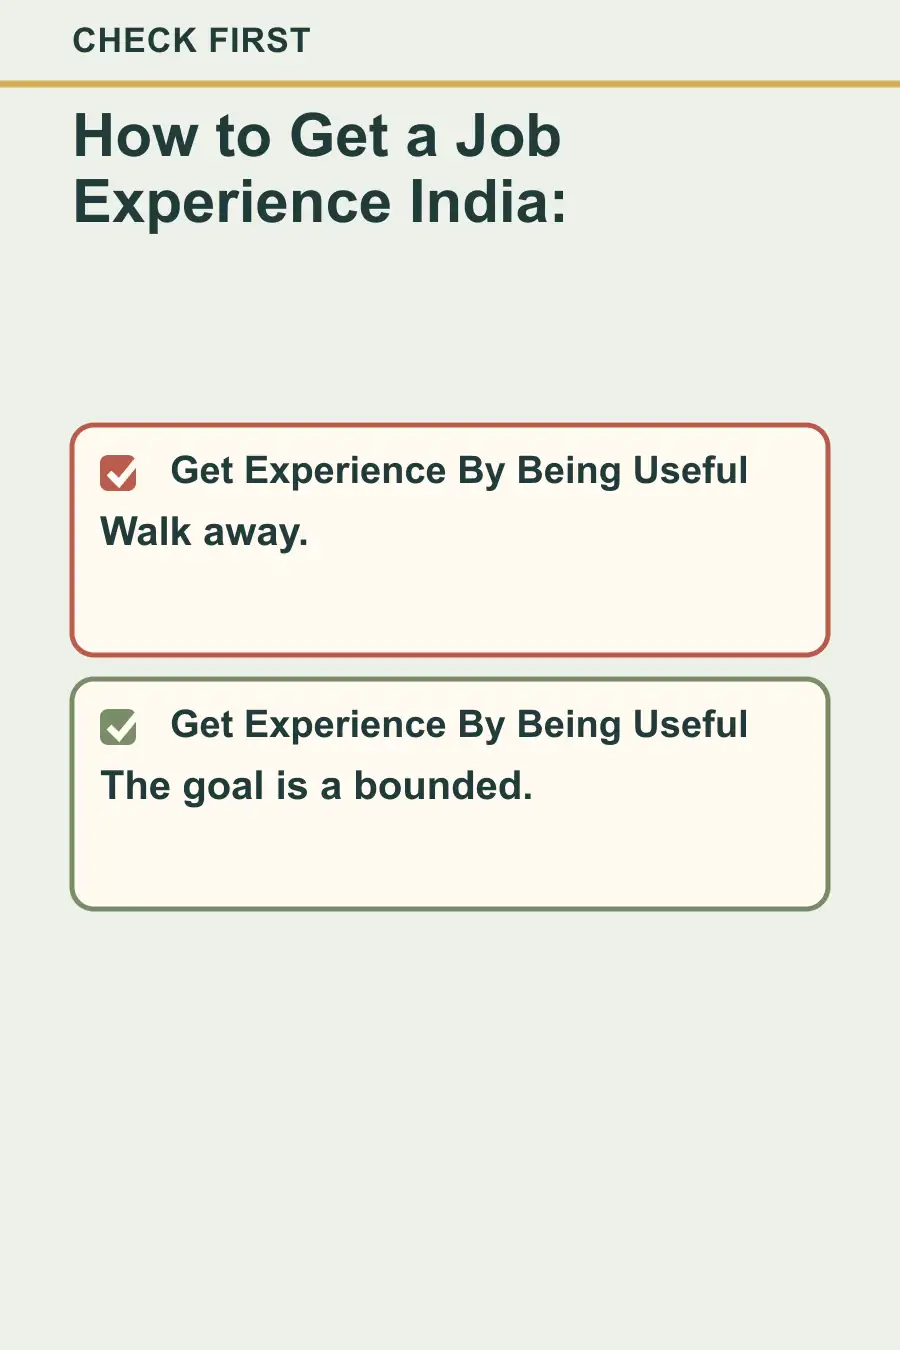 CHECK FIRST
How to Get a Job
Experience India:
Get Experience By Being Useful
Walk away.
Get Experience By Being Useful
The goal is a bounded.